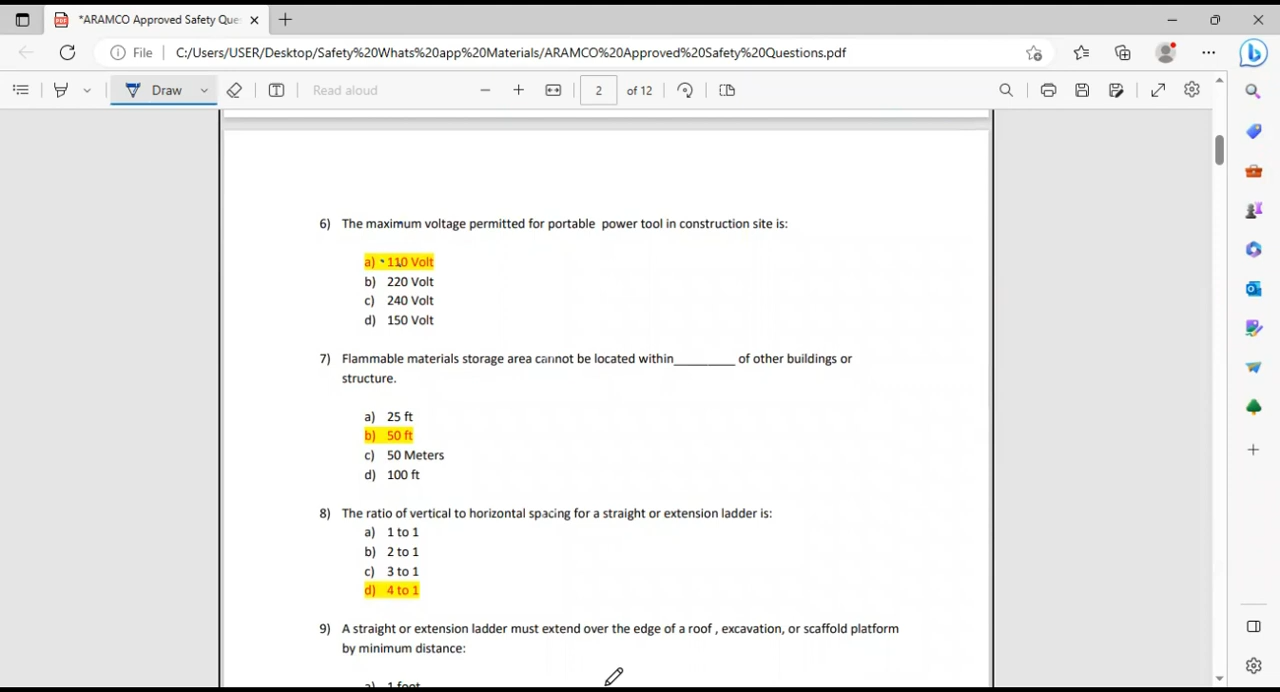 *ARAMCO Approved Safety Que
File
C:/Users/USER/Desktop/Safety%20Whats%20app%20Materials/ARAMCO%20Approved%20Safety%20Questions.pdf
Draw
Read aloud
2
of 12
6) The maximum voltage permitted for portable power tool in construction site is:
a) 110 Volt
b) 220 Volt
c) 240 Volt
d) 150 Volt
7) Flammable materials storage area cannot be located within_________ of other buildings or
structure.
a) 25 ft
b) 50 ft
c) 50 Meters
d) 100 ft
8) The ratio of vertical to horizontal spacing for a straight or extension ladder is:
a) 1 to 1
b) 2 to 1
c) 3 to 1
d) 4 to 1
9) A straight or extension ladder must extend over the edge of a roof , excavation, or scaffold platform
by minimum distance:
a) 1 foot